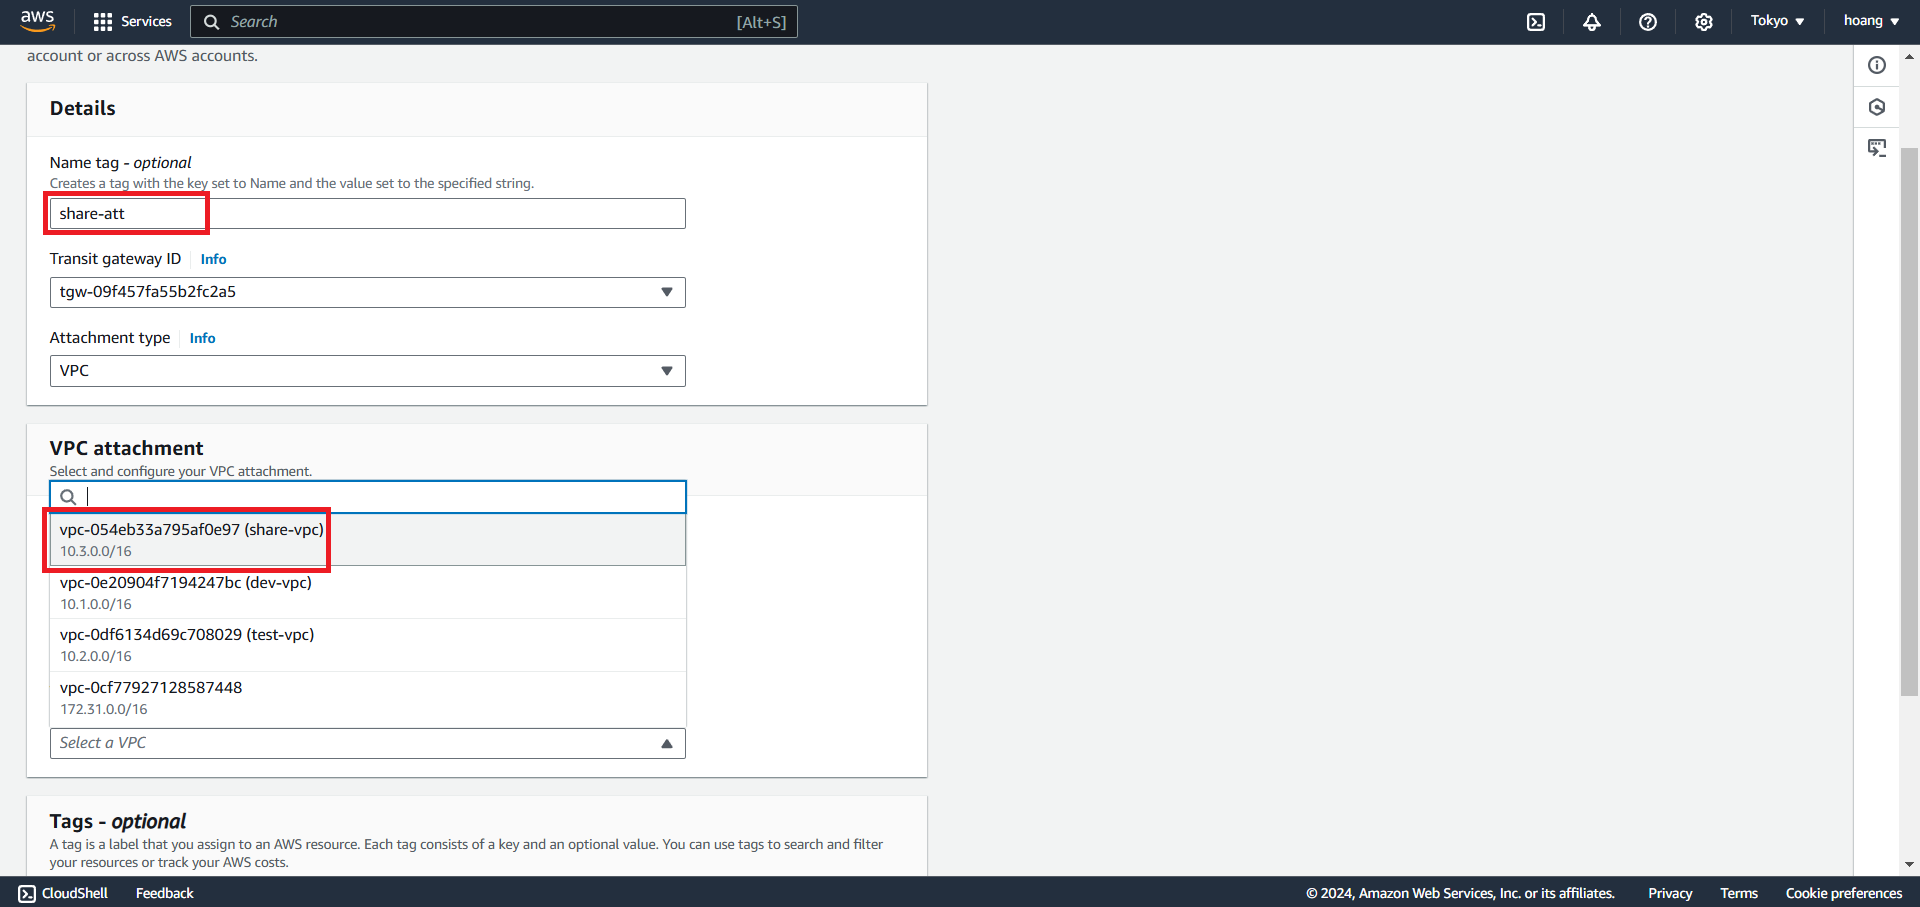 aws
Services
Search
[Alt+S]
Tokyo
hoang
account or across AWS accounts.
Details
Name tag - optional
Creates a tag with the key set to Name and the value set to the specified string.
share-att
Transit gateway ID
Info
tgw-09f457fa55b2fc2a5
Attachment type
Info
VPC
VPC attachment
Select and configure your VPC attachment.
vpc-054eb33a795af0e97 (share-vpc)
10.3.0.0/16
vpc-0e20904f7194247bc (dev-vpc)
10.1.0.0/16
vpc-0df6134d69c708029 (test-vpc)
10.2.0.0/16
vpc-0cf77927128587448
172.31.0.0/16
Select a VPC
Tags - optional
A tag is a label that you assign to an AWS resource. Each tag consists of a key and an optional value. You can use tags to search and filter
your resources or track your AWS costs.
CloudShell
Feedback
© 2024, Amazon Web Services, Inc. or its affiliates.
Privacy
Terms
Cookie preferences